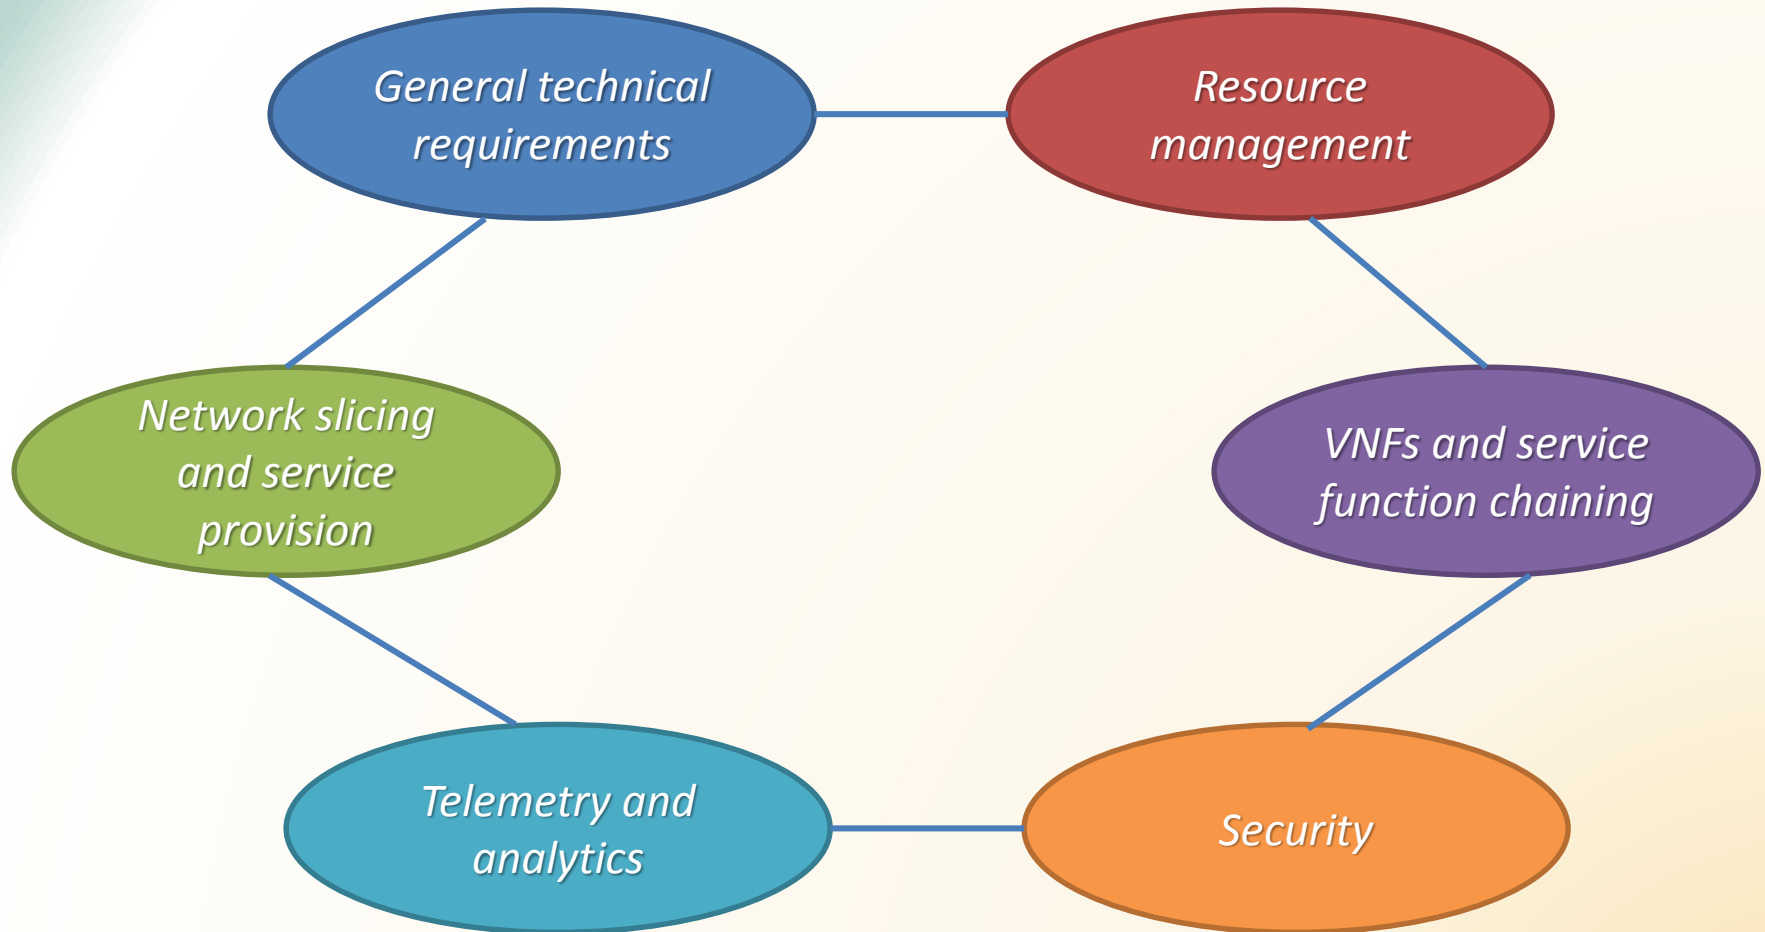 General technical
requirements
Resource
management
Network slicing
and service
provision
VNFs and service
function chaining
Telemetry and
analytics
Security